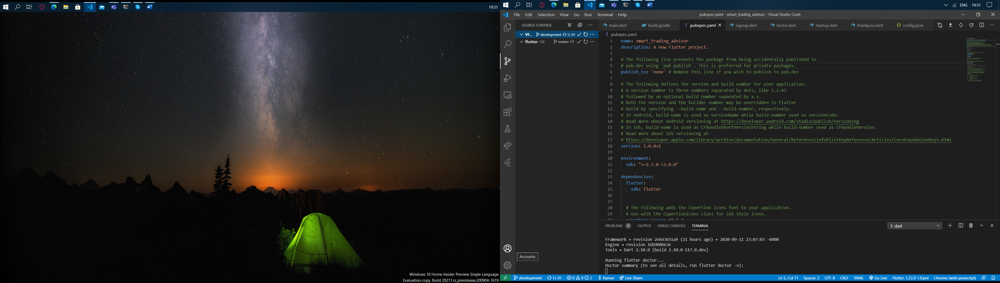 19:31
Windows 10 Home Insider Preview Single Language
Evaluation copy. Build 20211.rs_prerelease.200904-1619
ENG 19:31
File Edit Selection View Go Run Terminal Help
pubspec.yaml - smart_trading_advisor - Visual Studio Code
SOURCE CONTROL
VI... development 1↓ 0↑
flutter Git master
Accounts
main.dart build.gradle ! pubspec.yaml signup.dart home.dart startup.dart thankyou.dart {} config.json
! pubspec.yaml
1 name: smart_trading_advisor
2 description: A new Flutter project.
3
4 # The following line prevents the package from being accidentally published to
5 # pub.dev using `pub publish`. This is preferred for private packages.
6 publish_to: 'none' # Remove this line if you wish to publish to pub.dev
7
8 # The following defines the version and build number for your application.
9 # A version number is three numbers separated by dots, like 1.2.43
10 # followed by an optional build number separated by a +.
11 # Both the version and the builder number may be overridden in flutter
12 # build by specifying --build-name and --build-number, respectively.
13 # In Android, build-name is used as versionName while build-number used as versionCode.
14 # Read more about Android versioning at https://developer.android.com/studio/publish/versioning
15 # In iOS, build-name is used as CFBundleShortVersionString while build-number used as CFBundleVersion.
16 # Read more about iOS versioning at
17 # https://developer.apple.com/library/archive/documentation/General/Reference/InfoPlistKeyReference/Articles/CoreFoundationKeys.html
18 version: 1.0.0+1
19
20 environment:
21 sdk: ">=2.7.0 <3.0.0"
22
23 dependencies:
24 flutter:
25 sdk: flutter
26
27
28 # The following adds the Cupertino Icons font to your application.
29 # Use with the CupertinoIcons class for iOS style icons.
PROBLEMS 2 OUTPUT DEBUG CONSOLE TERMINAL
1: dart
Framework • revision 2e643651a9 (11 hours ago) • 2020-09-11 23:07:03 -0400
Engine • revision 16b900b63e
Tools • Dart 2.10.0 (build 2.10.0-117.0.dev)
Running flutter doctor...
Doctor summary (to see all details, run flutter doctor -v):
development 1↓ 0↑ 0 0 2 Kumar Live Share
Ln 5, Col 71 Spaces: 2 UTF-8 CRLF YAML Go Live Flutter: 1.22.0-1.0.pre Chrome (web-javascript)